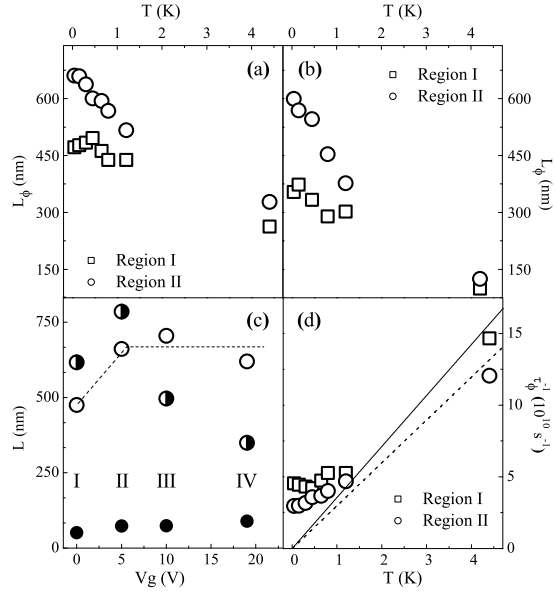 T (K)
T (K)
0 1 2 3 4
0 1 2 3 4
(a)
600
450
300
150
L_ϕ (nm)
Region I
Region II
(b)
Region I
Region II
600
450
300
150
L_ϕ (nm)
(c)
750
500
250
0
L (nm)
I II III IV
0 5 10 15 20
Vg (V)
(d)
15
10
5
0
τ_ϕ^-1 (10^10 s^-1)
Region I
Region II
0 1 2 3 4
T (K)